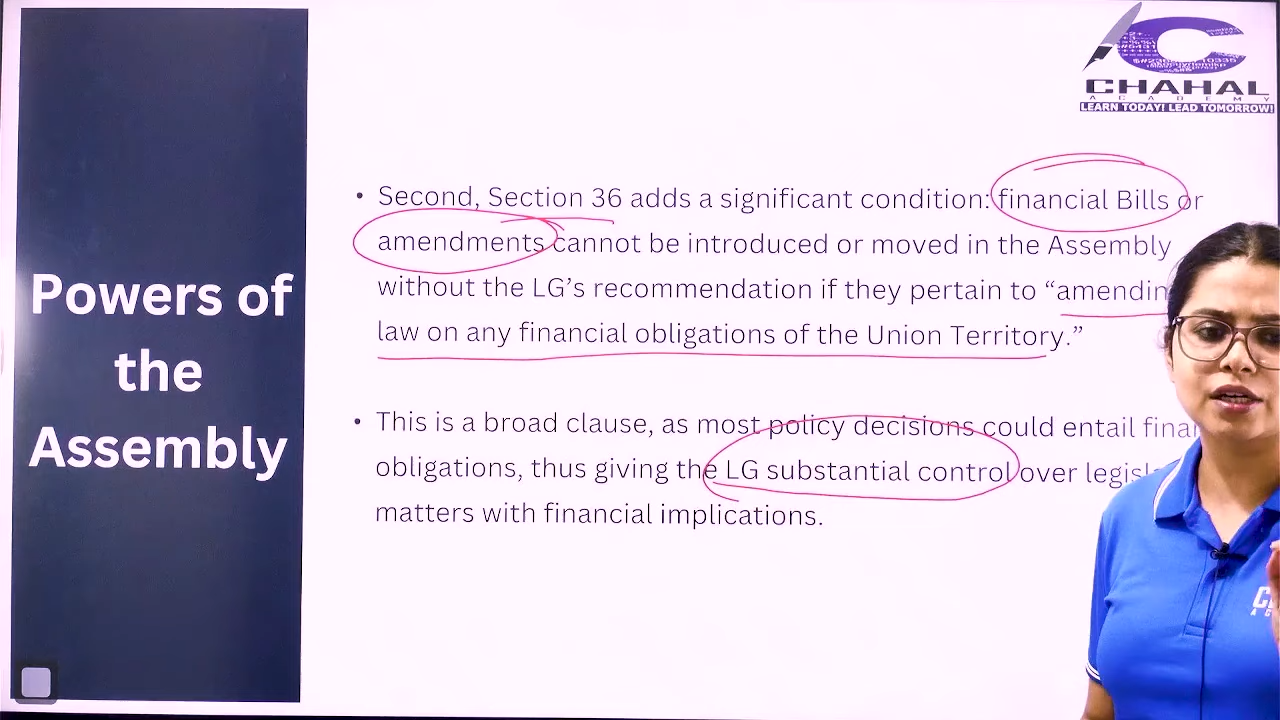 CHAHAL
ACADEMY
LEARN TODAY! LEAD TOMORROW!
Powers of
the
Assembly
• Second, Section 36 adds a significant condition: financial Bills or
amendments cannot be introduced or moved in the Assembly
without the LG’s recommendation if they pertain to “amendin
law on any financial obligations of the Union Territory.”
• This is a broad clause, as most policy decisions could entail finan
obligations, thus giving the LG substantial control over legisl
matters with financial implications.